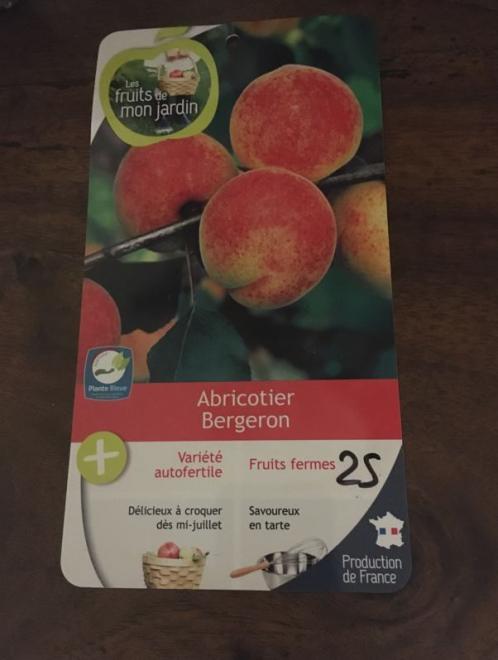 Les
fruits de
mon jardin
Plante Bleue
Abricotier
Bergeron
Variété
autofertile
Fruits fermes
25
Délicieux à croquer
dès mi-juillet
Savoureux
en tarte
Production
de France